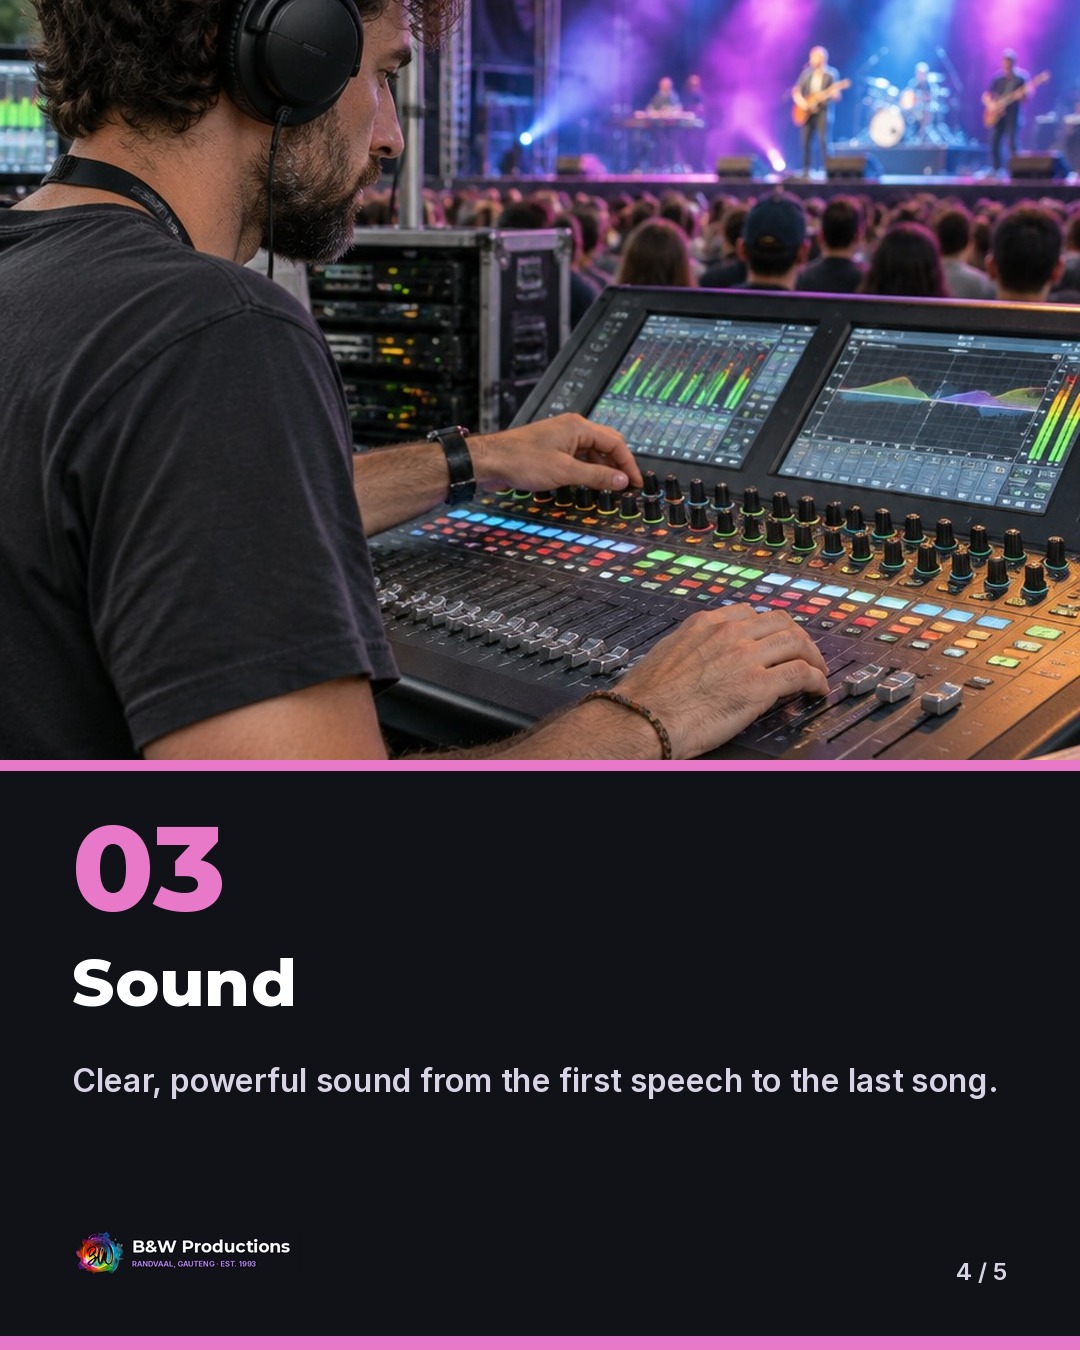 03
Sound
Clear, powerful sound from the first speech to the last song.
B&W Productions
RANDVAAL, GAUTENG · EST. 1993
4 / 5